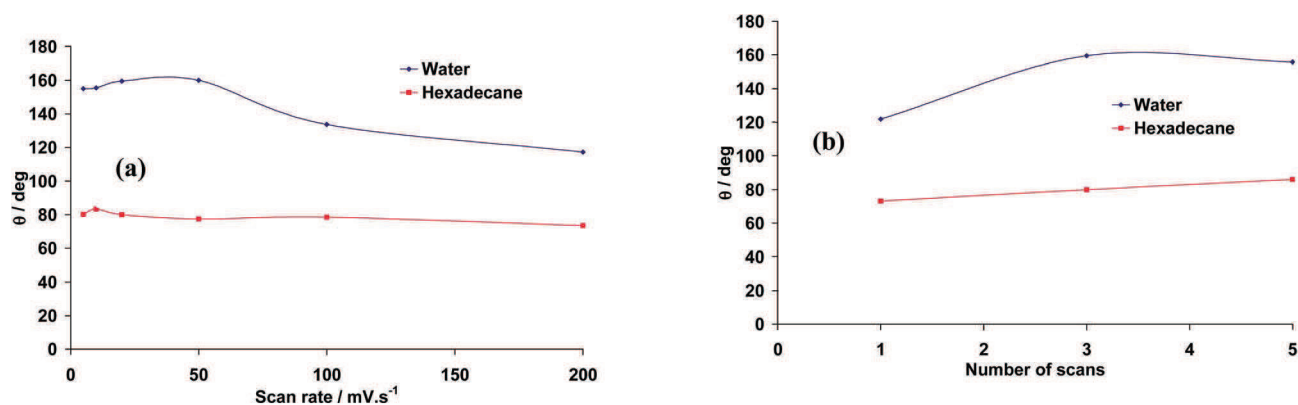 180
160
140
120
100
80
60
40
20
0
θ / deg
(a)
Water
Hexadecane
0 50 100 150 200
Scan rate / mV.s-1
180
160
140
120
100
80
60
40
20
0
θ / deg
(b)
Water
Hexadecane
0 1 2 3 4 5
Number of scans